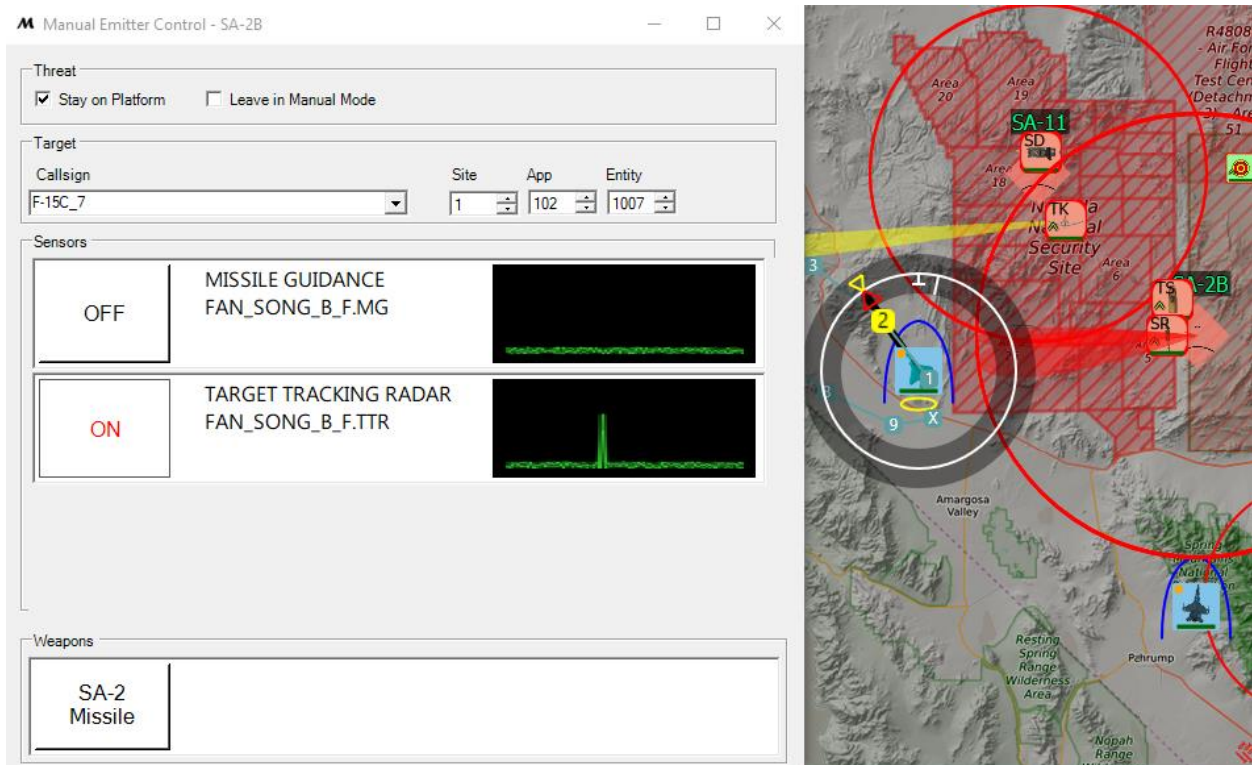 Manual Emitter Control - SA-2B
Threat
Stay on Platform
Leave in Manual Mode
Target
Callsign
Site
App
Entity
F-15C_7
1
102
1007
Sensors
OFF
MISSILE GUIDANCE
FAN_SONG_B_F.MG
ON
TARGET TRACKING RADAR
FAN_SONG_B_F.TTR
Weapons
SA-2
Missile
R4808
- Air For
Flight
Test Cen
(Detachm
51
Area
20
Area
19
SA-11
SD
Area
18
TK
Security
Site
Area
6
TS
SA-2B
SR
3
2
1
9
X
Amargosa
Valley
Spring
National
Pahrump
Resting
Spring
Range
Wilderness
Area
Nopah
Range